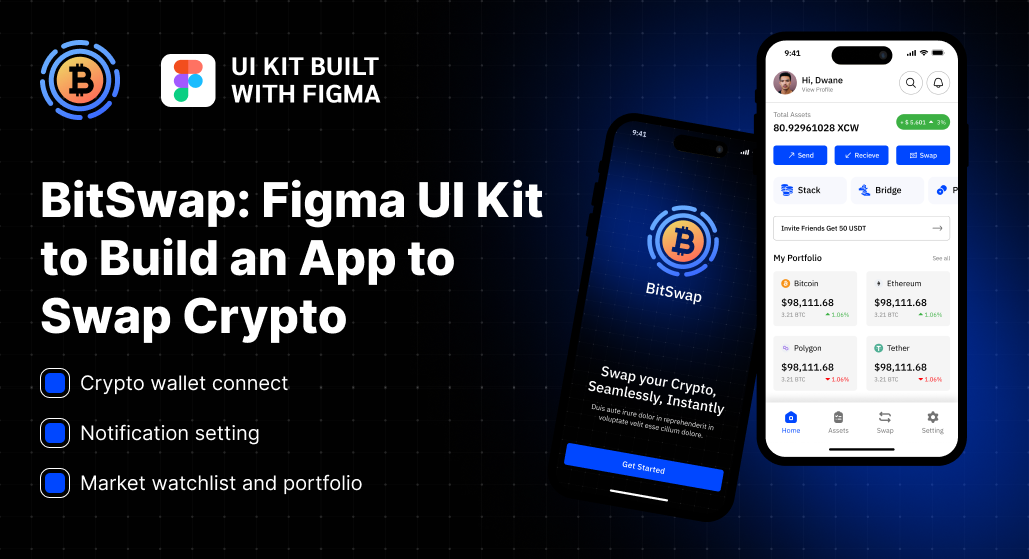 UI KIT BUILT
WITH FIGMA
BitSwap: Figma UI Kit
to Build an App to
Swap Crypto
Crypto wallet connect
Notification setting
Market watchlist and portfolio
9:41
BitSwap
Swap your Crypto,
Seamlessly, Instantly
Duis aute irure dolor in reprehenderit in
voluptate velit esse cillum dolore.
Get Started
9:41
Hi, Dwane
View Profile
Total Assets
80.92961028 XCW
+ $ 5,601 3%
Send Recieve Swap
Stack Bridge P
Invite Friends Get 50 USDT
My Portfolio See all
Bitcoin Ethereum
$98,111.68 $98,111.68
3.21 BTC 1.06% 3.21 BTC 1.06%
Polygon Tether
$98,111.68 $98,111.68
3.21 BTC 1.06% 3.21 BTC 1.06%
Home Assets Swap Setting